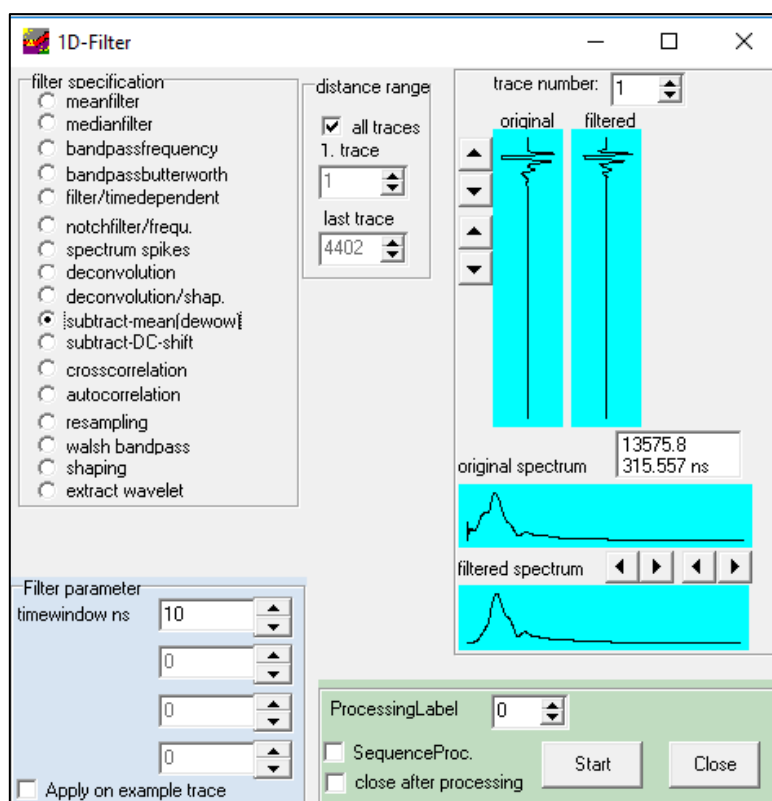 1D-Filter
filter specification
meanfilter
medianfilter
bandpassfrequency
bandpassbutterworth
filter/timedependent
notchfilter/frequ.
spectrum spikes
deconvolution
deconvolution/shap.
subtract-mean(dewow)
subtract-DC-shift
crosscorrelation
autocorrelation
resampling
walsh bandpass
shaping
extract wavelet
distance range
all traces
1. trace
1
last trace
4402
trace number: 1
original filtered
13575.8
original spectrum 315.557 ns
filtered spectrum
Filter parameter
timewindow ns 10
0
0
0
Apply on example trace
ProcessingLabel 0
SequenceProc.
close after processing
Start
Close